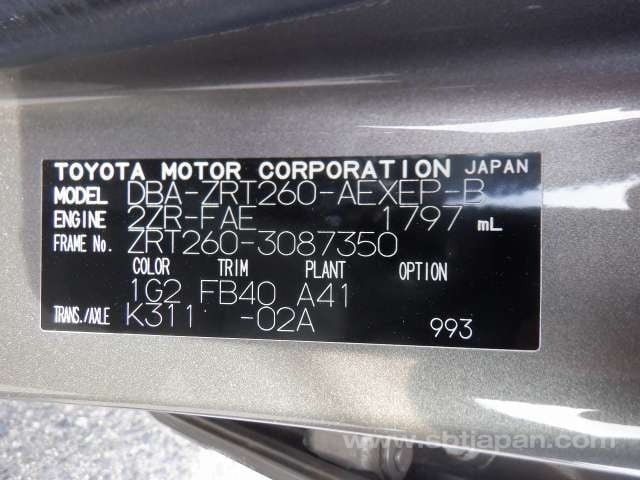 TOYOTA MOTOR CORPORATION JAPAN
MODEL DBA-ZRT260-AEXEP-B
ENGINE 2ZR-FAE 1797 mL
FRAME No. ZRT260-3087350
COLOR TRIM PLANT OPTION
1G2 FB40 A41
TRANS./AXLE K311 -02A 993
www.sbtjapan.com